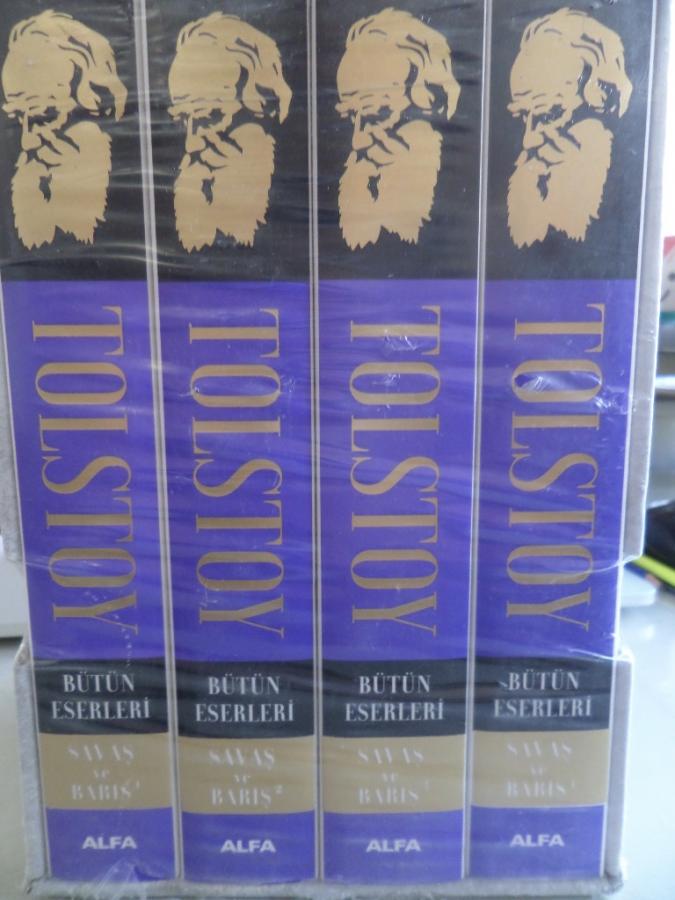 TOLSTOY
BÜTÜN
ESERLERİ
SAVAŞ
ve
BARIŞ 1
ALFA
TOLSTOY
BÜTÜN
ESERLERİ
SAVAŞ
ve
BARIŞ 2
ALFA
TOLSTOY
BÜTÜN
ESERLERİ
SAVAŞ
ve
BARIŞ
ALFA
TOLSTOY
BÜTÜN
ESERLERİ
SAVAŞ
ve
BARIŞ
ALFA